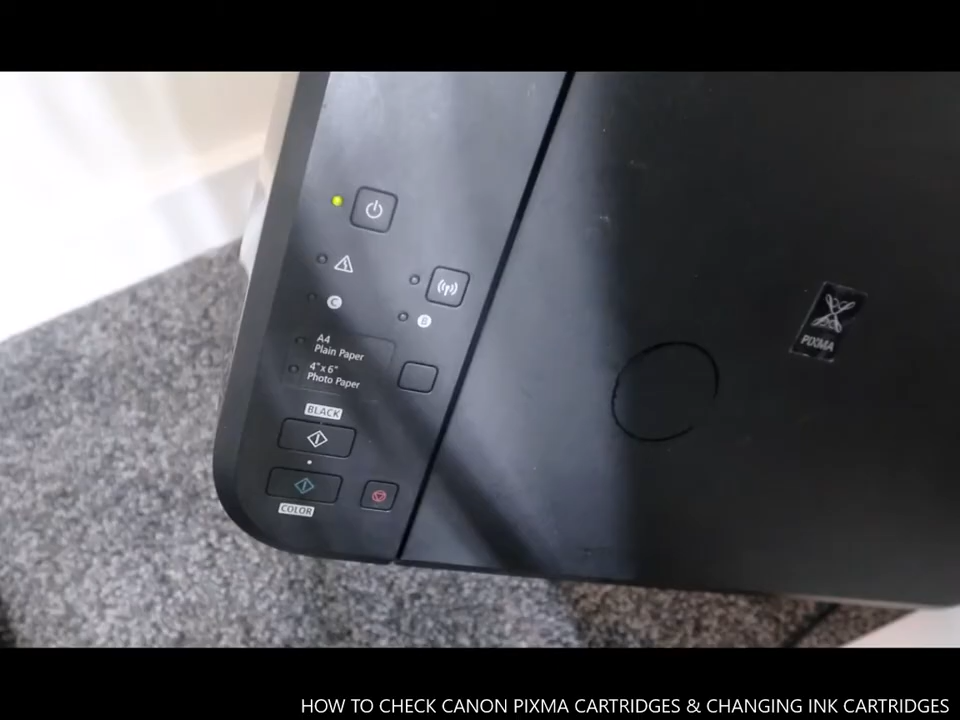 C
B
A4
Plain Paper
4"x 6"
Photo Paper
BLACK
COLOR
PIXMA
HOW TO CHECK CANON PIXMA CARTRIDGES & CHANGING INK CARTRIDGES